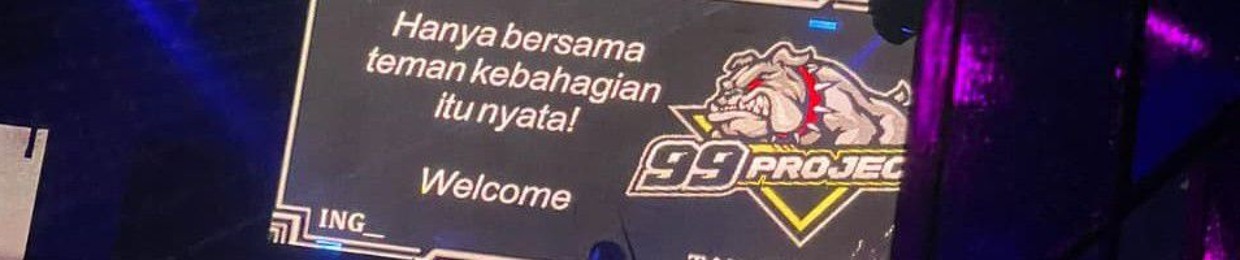 Hanya bersama
teman kebahagian
itu nyata!
Welcome
ING_
99 PROJEC